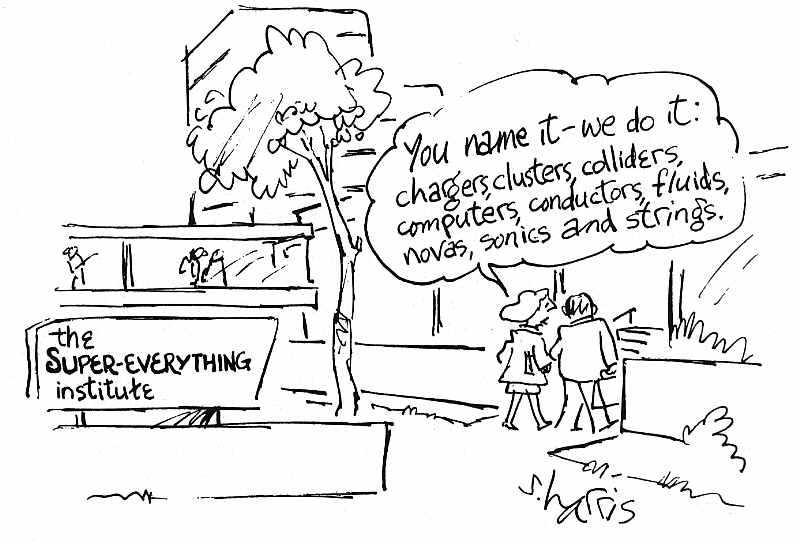 You name it - we do it:
chargers, clusters, colliders,
computers, conductors, fluids,
novas, sonics and strings.
the
SUPER-EVERYTHING
institute
S. harris